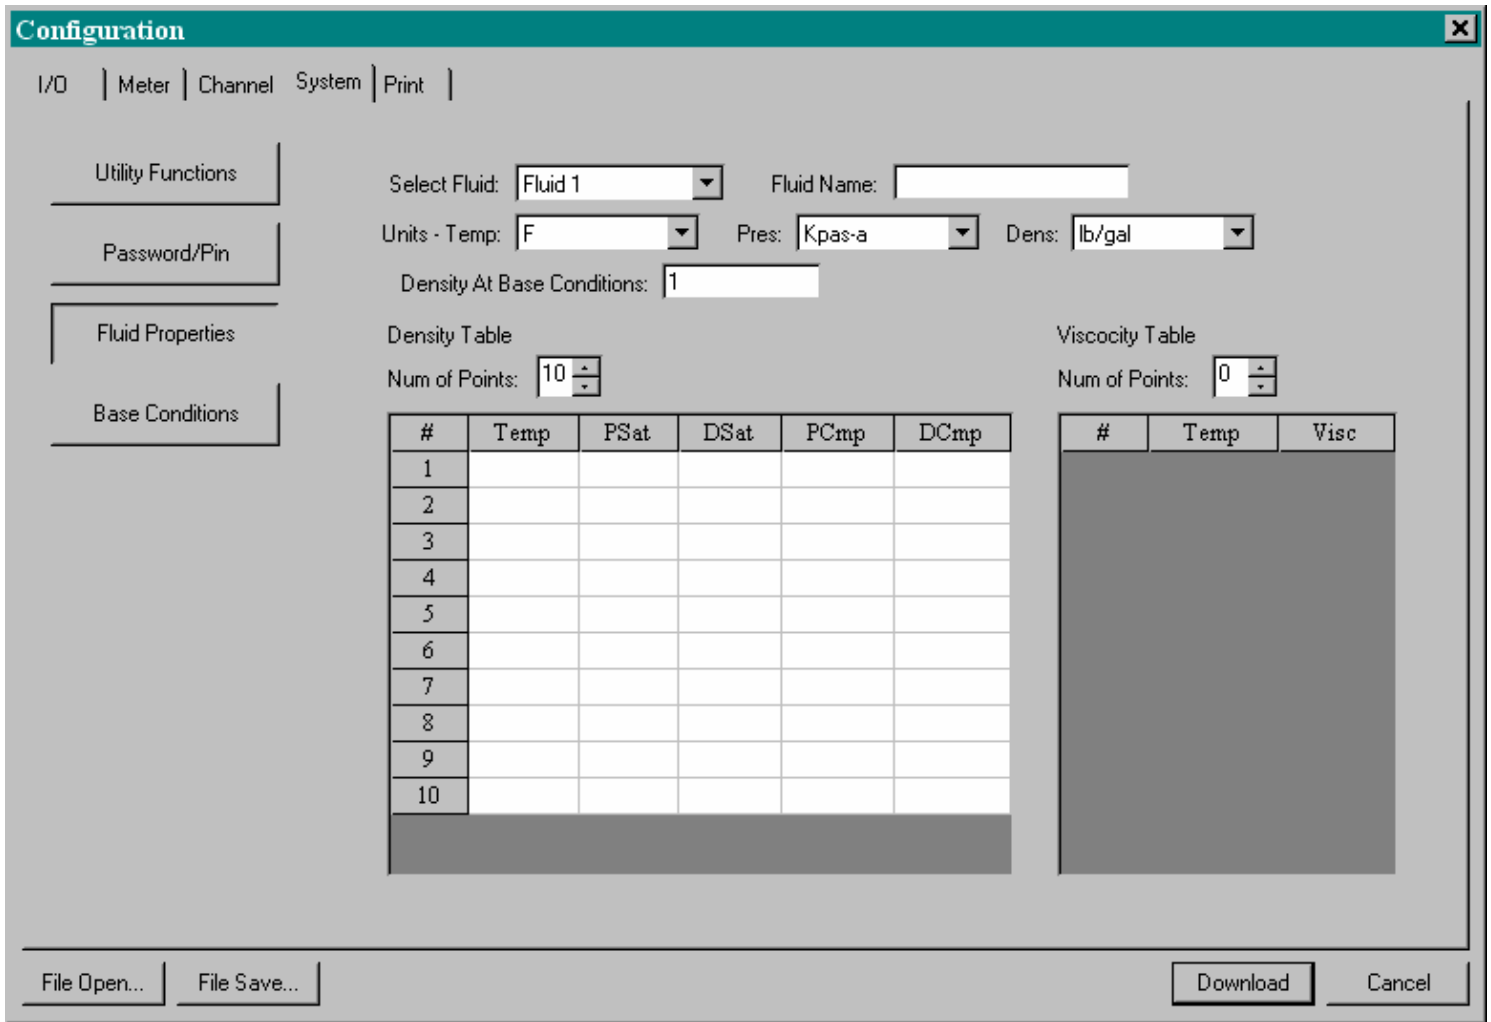 Configuration
I/O Meter Channel System Print
Utility Functions
Password/Pin
Fluid Properties
Base Conditions
Select Fluid: Fluid 1 Fluid Name:
Units - Temp: F Pres: Kpas-a Dens: lb/gal
Density At Base Conditions: 1
Density Table
Num of Points: 10
# Temp PSat DSat PCmp DCmp
1
2
3
4
5
6
7
8
9
10
Viscocity Table
Num of Points: 0
# Temp Visc
File Open... File Save... Download Cancel